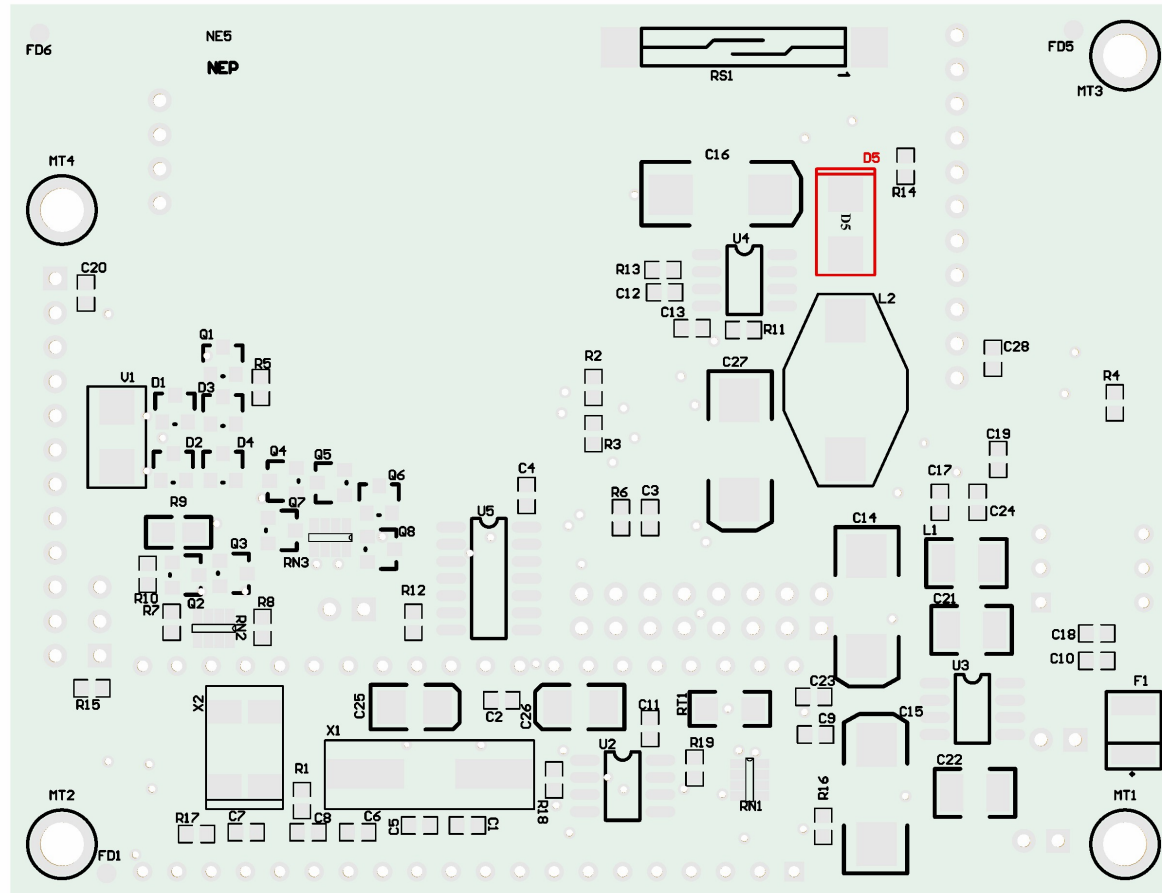 NE5
FD6
FD5
NEP
RS1
1
MT3
C16
D5
MT4
R14
D5
U4
C20
R13
C12
L2
C13
R11
Q1
C28
R2
C27
R5
V1
D1
D3
R4
D2
D4
R3
C19
Q4
Q5
Q6
C4
C17
R9
Q7
R6
C3
U5
C24
C14
Q8
L1
Q3
RN3
R10
Q2
R12
C21
R7
R8
RN2
C18
C10
U3
C23
F1
R15
X2
C25
C2
C26
C11
RT1
C9
C15
X1
U2
R19
C22
R1
MT2
R18
RN1
R16
MT1
R17
C7
C8
C6
C5
C1
FD1